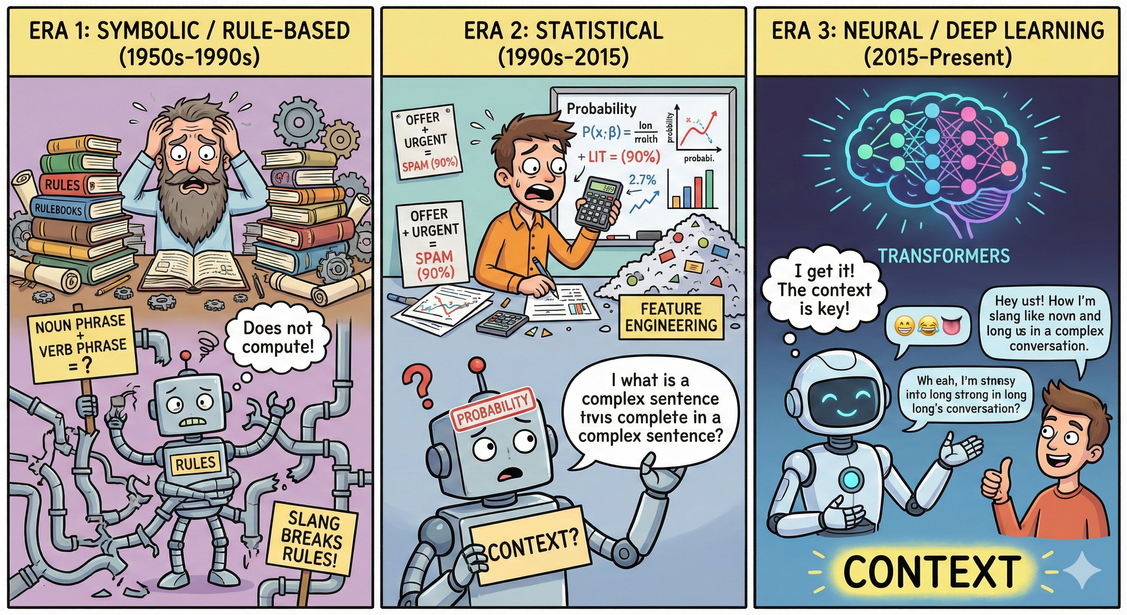 ERA 1: SYMBOLIC / RULE-BASED
(1950s-1990s)
RULES
RULEBOOKS
NOUN PHRASE
+
VERB PHRASE
= ?
Does not
compute!
RULES
SLANG
BREAKS
RULES!
ERA 2: STATISTICAL
(1990s-2015)
OFFER
+
URGENT
=
SPAM (90%)
OFFER
+ URGENT
=
SPAM
(90%)
Probability
P(x;β) =
+ LIT = (90%)
2.7%
probabi.
FEATURE
ENGINEERING
PROBABILITY
I what is a
complex sentence
tꓦvs complete in a
complex sentence?
CONTEXT?
ERA 3: NEURAL / DEEP LEARNING
(2015-Present)
TRANSFORMERS
I get it!
The context
is key!
Hey ust! How I'm
slang like novn and
long us in a complex
conversation.
Wh eah, I'm
into long strong in long
long's conversation?
CONTEXT